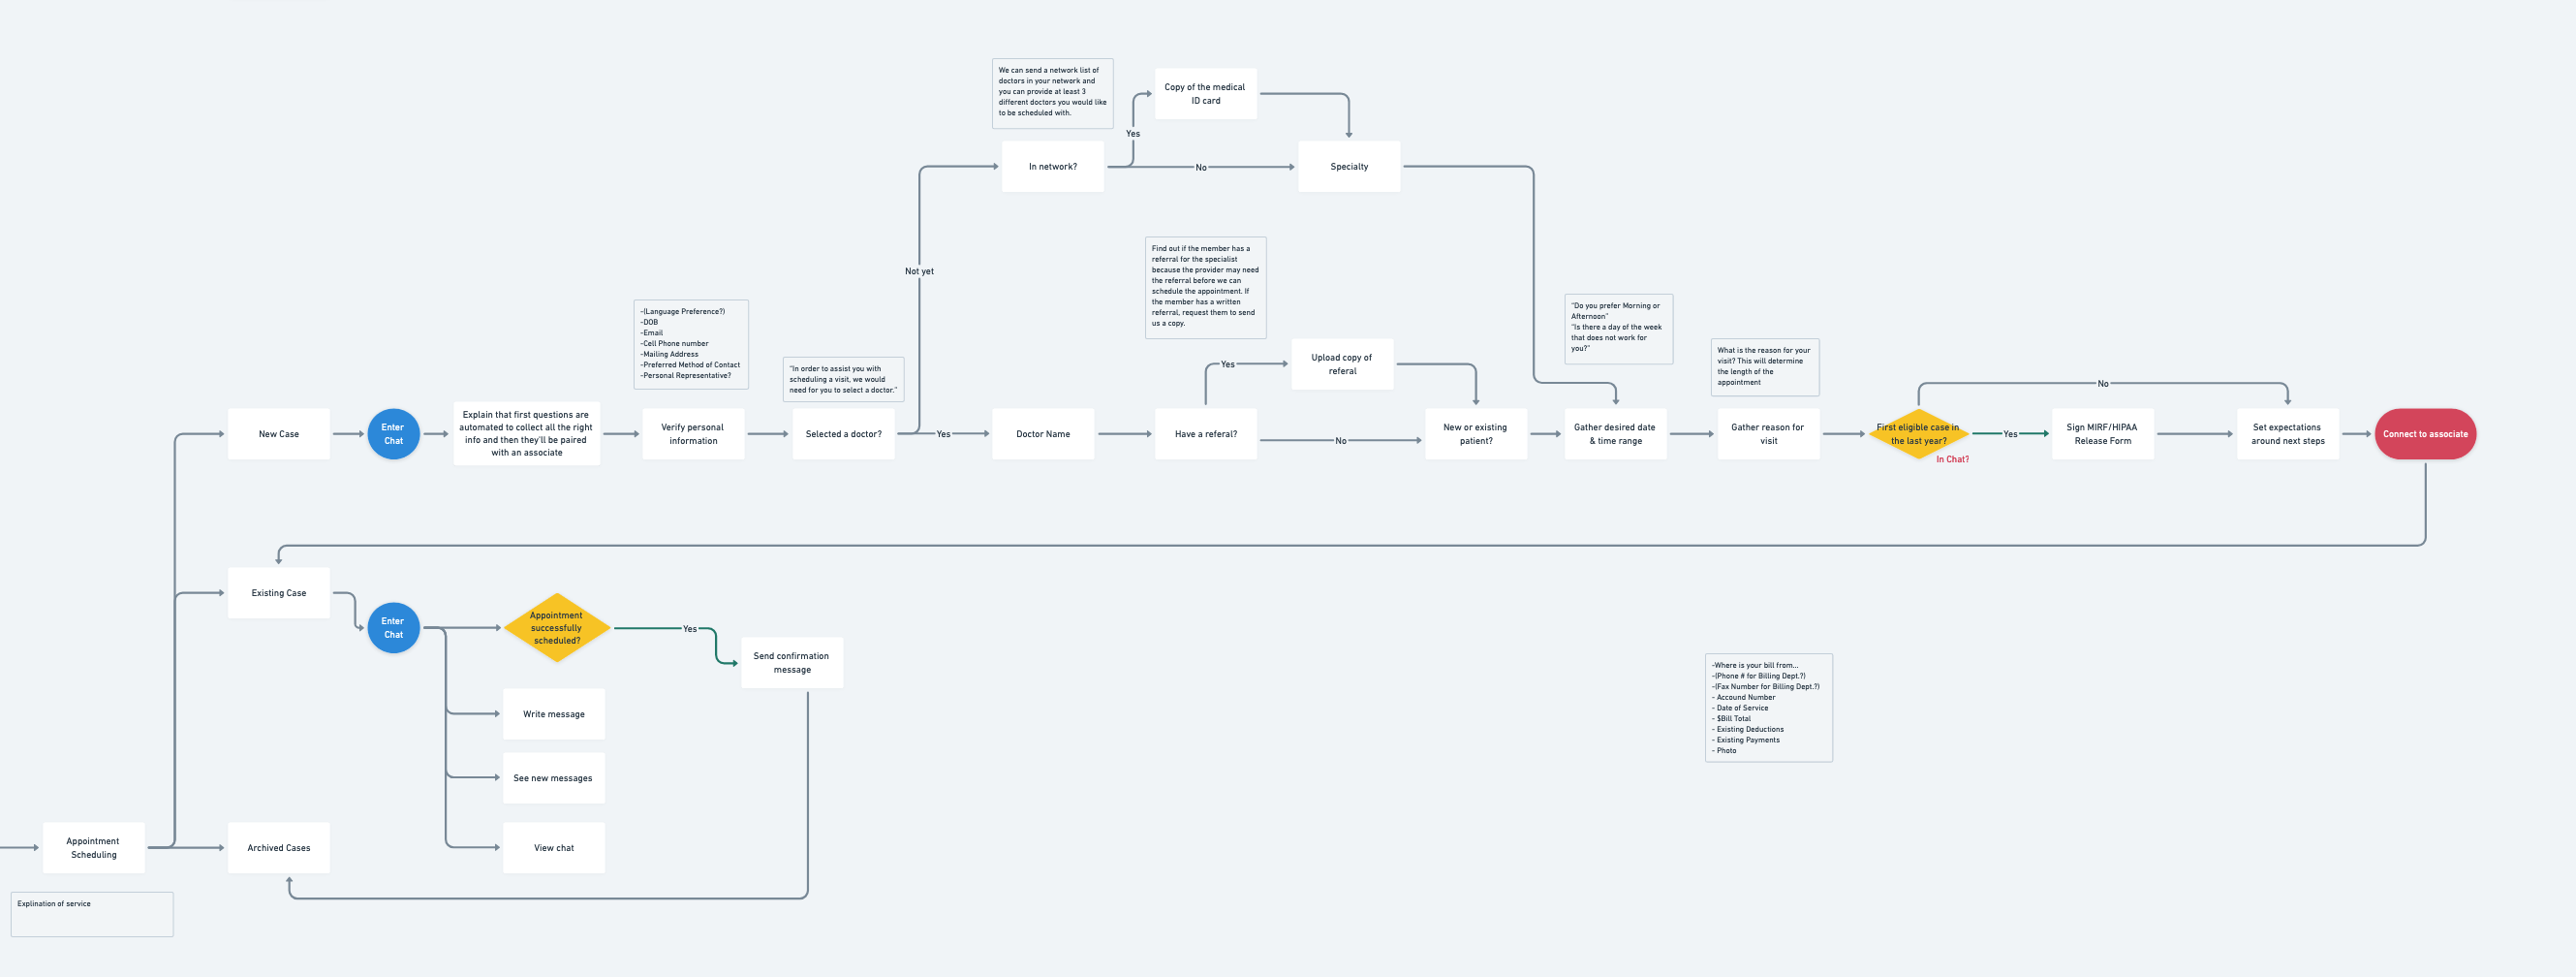 We can send a network list of
doctors in your network and
you can provide at least 3
different doctors you would like
to be scheduled with.
Copy of the medical
ID card
Yes
In network?
No
Specialty
Not yet
Find out if the member has a
referral for the specialist
because the provider may need
the referral before we can
schedule the appointment. If
the member has a written
referral, request them to send
us a copy.
-(Language Preference?)
-DOB
-Email
-Cell Phone number
-Mailing Address
-Preferred Method of Contact
-Personal Representative?
"In order to assist you with
scheduling a visit, we would
need for you to select a doctor."
Yes
Upload copy of
referal
"Do you prefer Morning or
Afternoon"
"Is there a day of the week
that does not work for
you?"
What is the reason for your
visit? This will determine
the length of the
appointment
No
New Case
Enter
Chat
Explain that first questions are
automated to collect all the right
info and then they'll be paired
with an associate
Verify personal
information
Selected a doctor?
Yes
Doctor Name
Have a referal?
No
New or existing
patient?
Gather desired date
& time range
Gather reason for
visit
First eligible case in
the last year?
In Chat?
Yes
Sign MIRF/HIPAA
Release Form
Set expectations
around next steps
Connect to associate
Existing Case
Enter
Chat
Appointment
successfully
scheduled?
Yes
Send confirmation
message
Write message
See new messages
View chat
-Where is your bill from...
-(Phone # for Billing Dept.?)
-(Fax Number for Billing Dept.?)
- Accound Number
- Date of Service
- $Bill Total
- Existing Deductions
- Existing Payments
- Photo
Appointment
Scheduling
Archived Cases
Explination of service